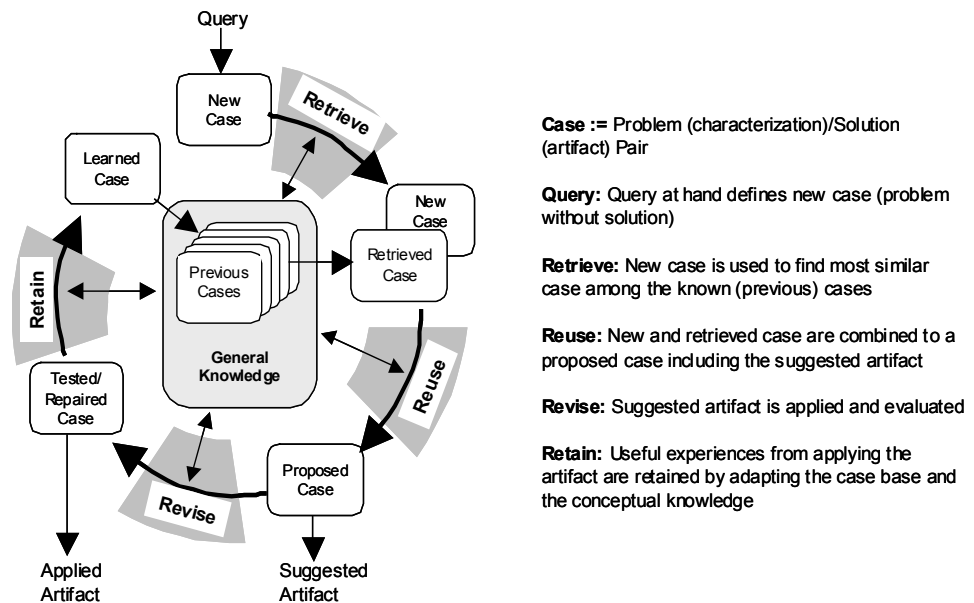 Query
New
Case
Retrieve
Learned
Case
New
Case
Retrieved
Case
Previous
Cases
General
Knowledge
Retain
Reuse
Tested/
Repaired
Case
Proposed
Case
Revise
Applied
Artifact
Suggested
Artifact
Case := Problem (characterization)/Solution
(artifact) Pair
Query: Query at hand defines new case (problem
without solution)
Retrieve: New case is used to find most similar
case among the known (previous) cases
Reuse: New and retrieved case are combined to a
proposed case including the suggested artifact
Revise: Suggested artifact is applied and evaluated
Retain: Useful experiences from applying the
artifact are retained by adapting the case base and
the conceptual knowledge